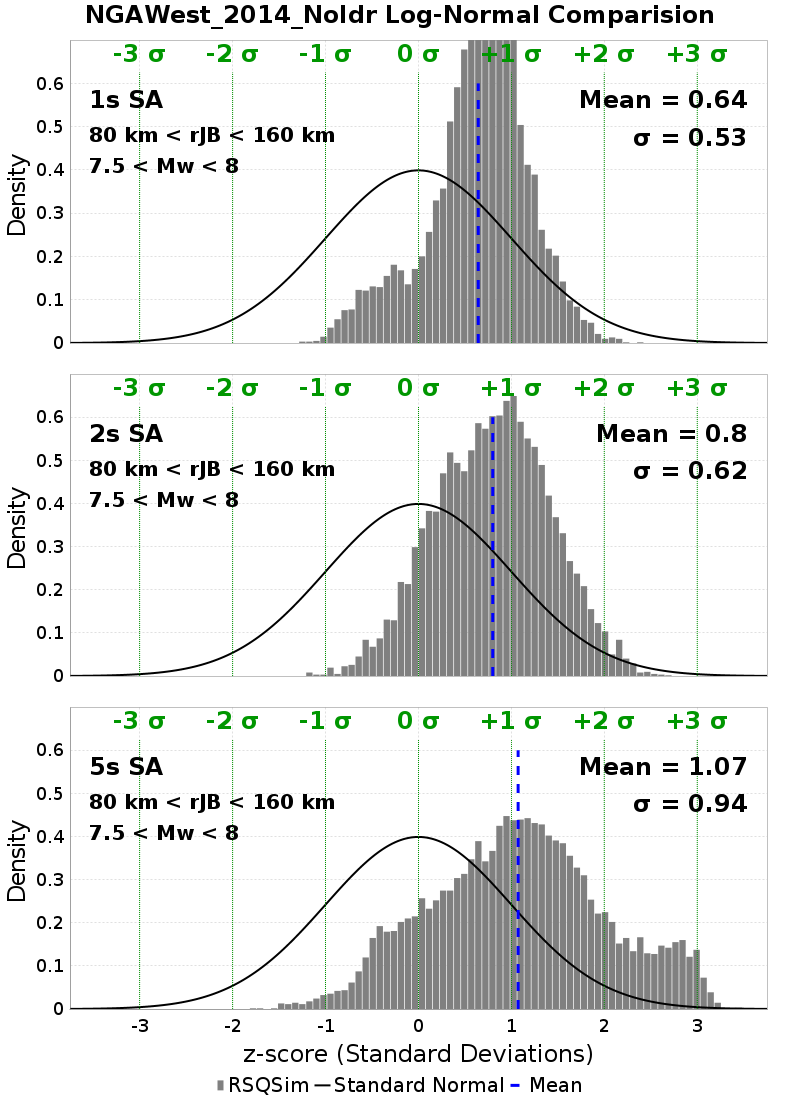 NGAWest_2014_NoIdr Log-Normal Comparision
-3 σ -2 σ -1 σ 0 σ +1 σ +2 σ +3 σ
1s SA
80 km < rJB < 160 km
7.5 < Mw < 8
Mean = 0.64
σ = 0.53
Density
0.6
0.5
0.4
0.3
0.2
0.1
0
-3 σ -2 σ -1 σ 0 σ +1 σ +2 σ +3 σ
2s SA
80 km < rJB < 160 km
7.5 < Mw < 8
Mean = 0.8
σ = 0.62
Density
0.6
0.5
0.4
0.3
0.2
0.1
0
-3 σ -2 σ -1 σ 0 σ +1 σ +2 σ +3 σ
5s SA
80 km < rJB < 160 km
7.5 < Mw < 8
Mean = 1.07
σ = 0.94
Density
0.6
0.5
0.4
0.3
0.2
0.1
0
-3 -2 -1 0 1 2 3
z-score (Standard Deviations)
RSQSim Standard Normal Mean